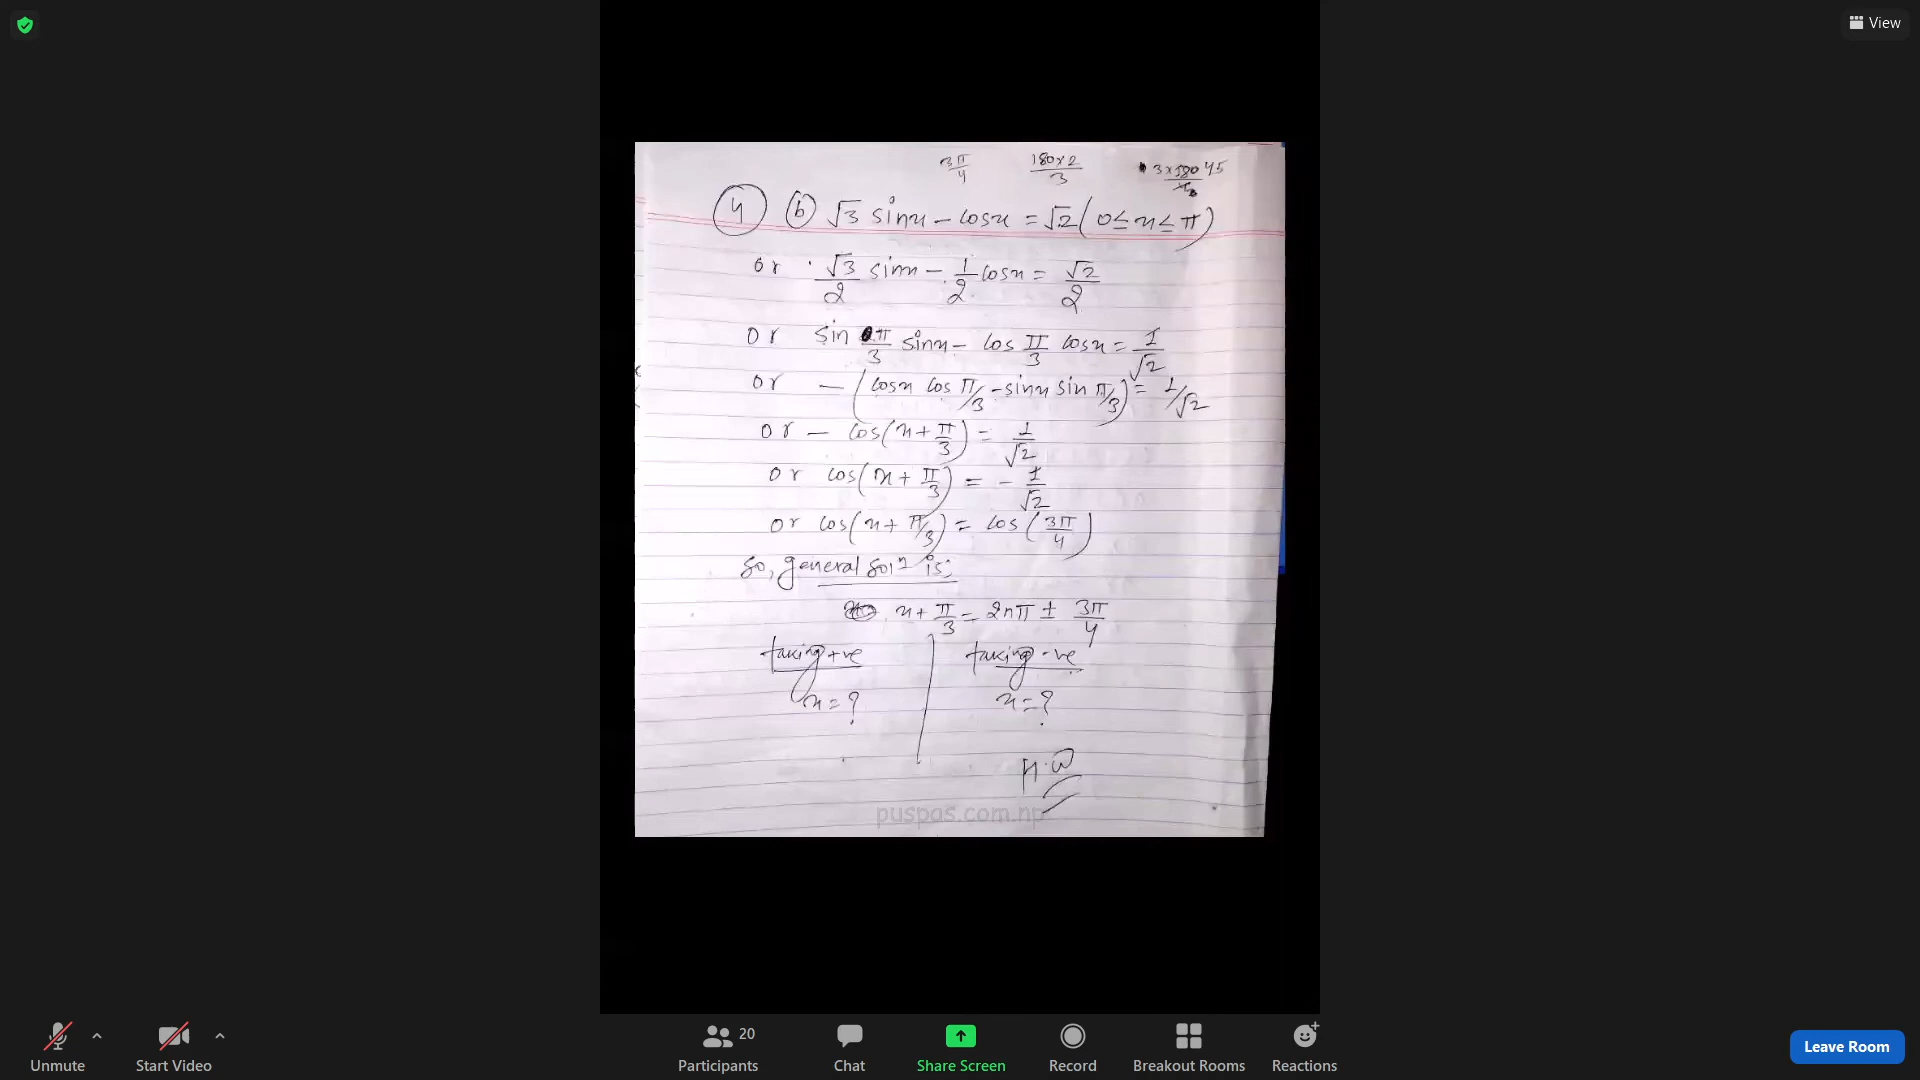 View
3π/4 180×2/3 3×180 45/4
4 b √3 sinx − cosx = √2 (0 ≤ x ≤ π)
or √3/2 sinx − 1/2 cosx = √2/2
or sin π/3 sinx − cos π/3 cosx = 1/√2
or − (cosx cos π/3 − sinx sin π/3) = 1/√2
or − cos(x + π/3) = 1/√2
or cos(x + π/3) = − 1/√2
or cos(x + π/3) = cos (3π/4)
So, general solⁿ is:
x + π/3 = 2nπ ± 3π/4
taking +ve taking -ve
x = ? x = ?
H.W
puspas.com.np
20
Unmute Start Video Participants Chat Share Screen Record Breakout Rooms Reactions Leave Room